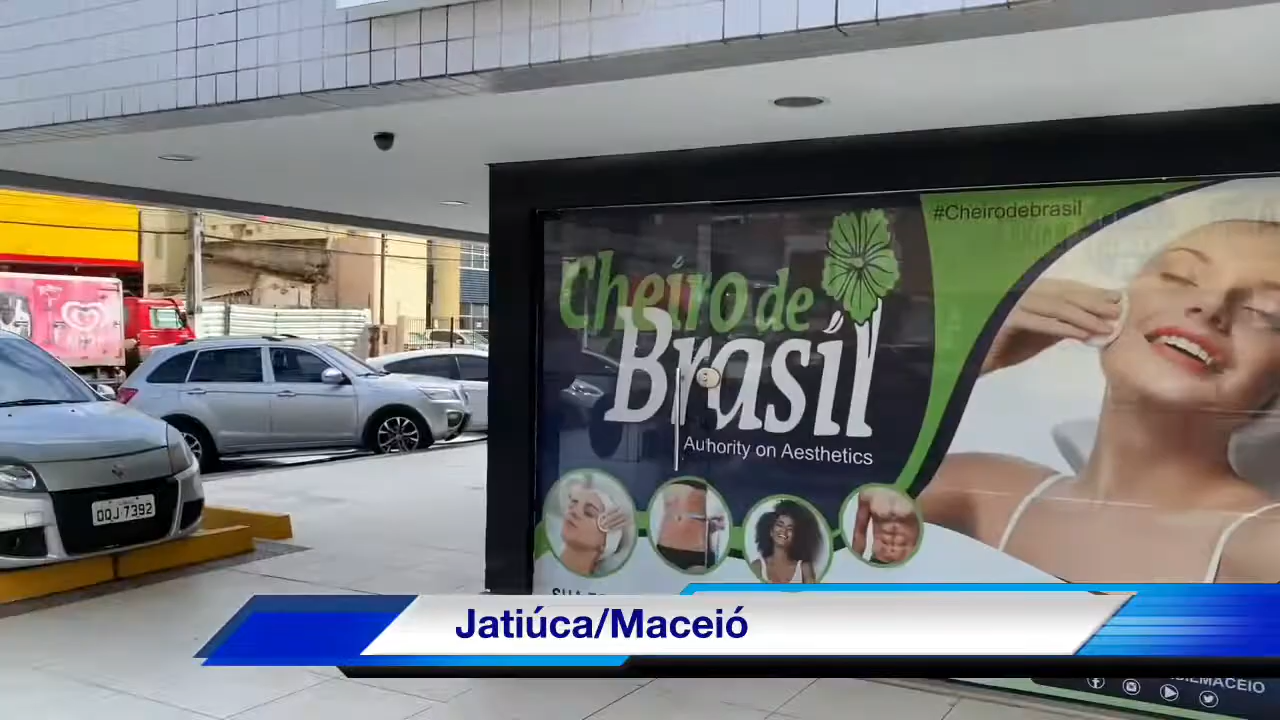 #Cheirodebrasil
Cheiro de
Brasil
Authority on Aesthetics
OQJ 7392
Jatiúca/Maceió